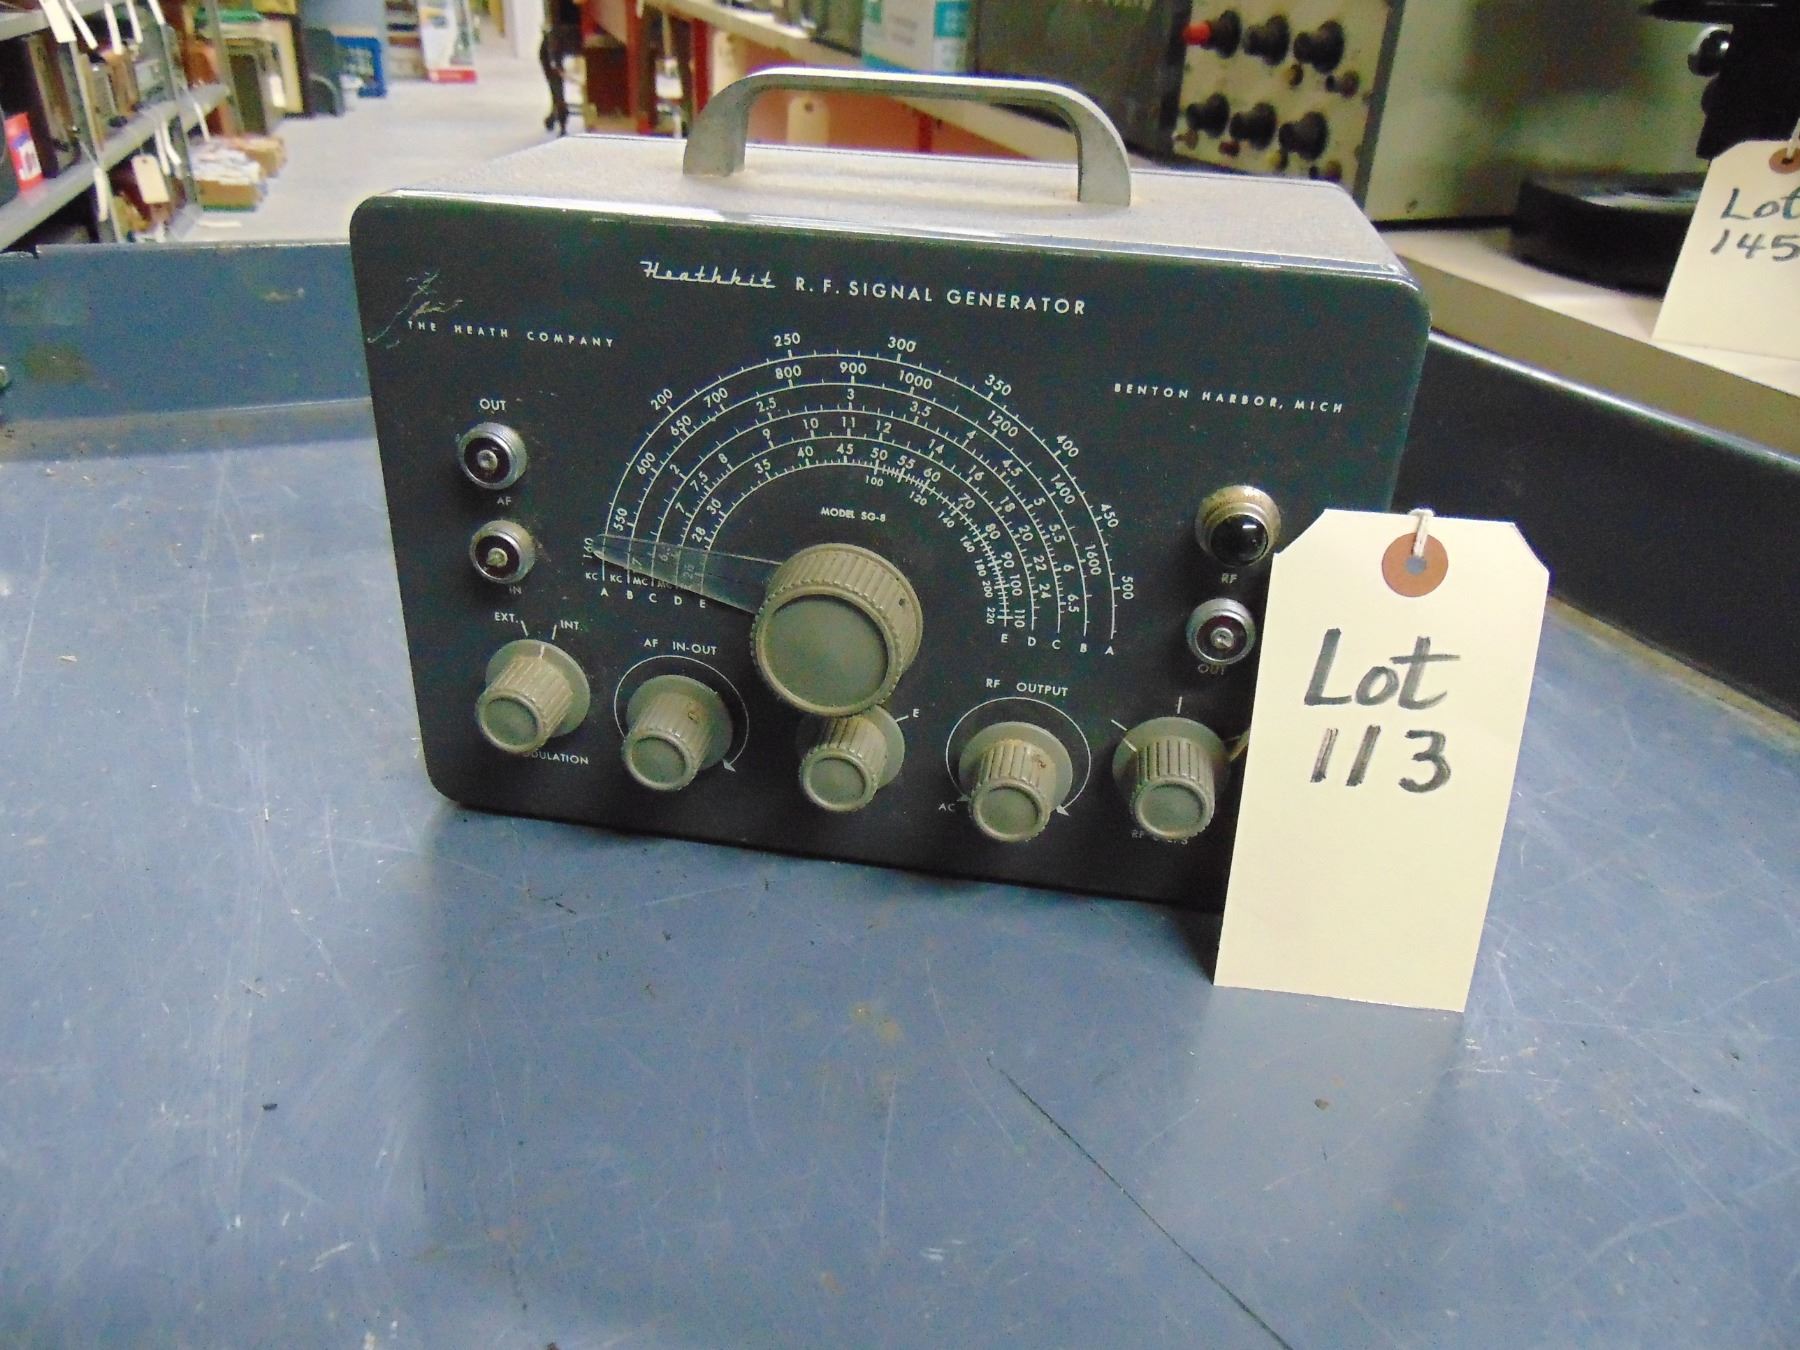 Heathkit R.F. SIGNAL GENERATOR
THE HEATH COMPANY
BENTON HARBOR, MICH
MODEL SG-8
160 200 250 300 350 400 450 500
550 600 650 700 800 900 1000 1200 1400 1600
2 2.5 3 3.5 4 4.5 5 5.5 6 6.5
7 7.5 8 9 10 11 12 14 16 18 20 22 24
28 30 35 40 45 50 55 60 70 80 90 100 110
100 120 140 160 180 200 220
KC KC MC MC
A B C D E
E D C B A
OUT
AF
IN
RF
OUT
EXT. INT.
AF IN-OUT
E
RF OUTPUT
AC
RF
Lot
113
Lot
145